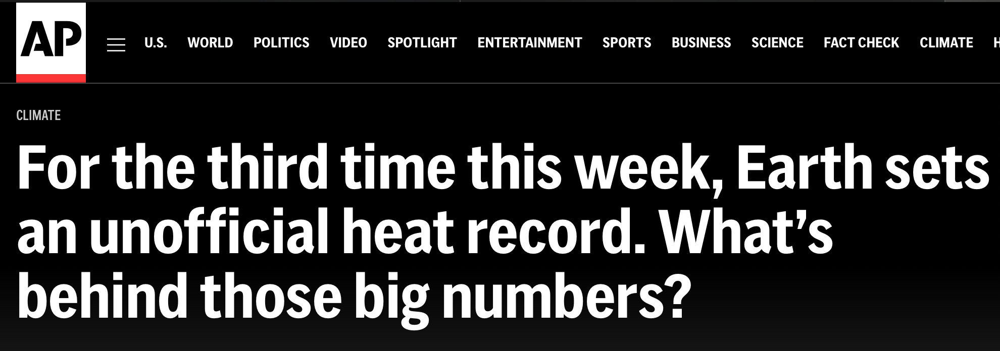 AP
U.S. WORLD POLITICS VIDEO SPOTLIGHT ENTERTAINMENT SPORTS BUSINESS SCIENCE FACT CHECK CLIMATE
CLIMATE
For the third time this week, Earth sets
an unofficial heat record. What’s
behind those big numbers?